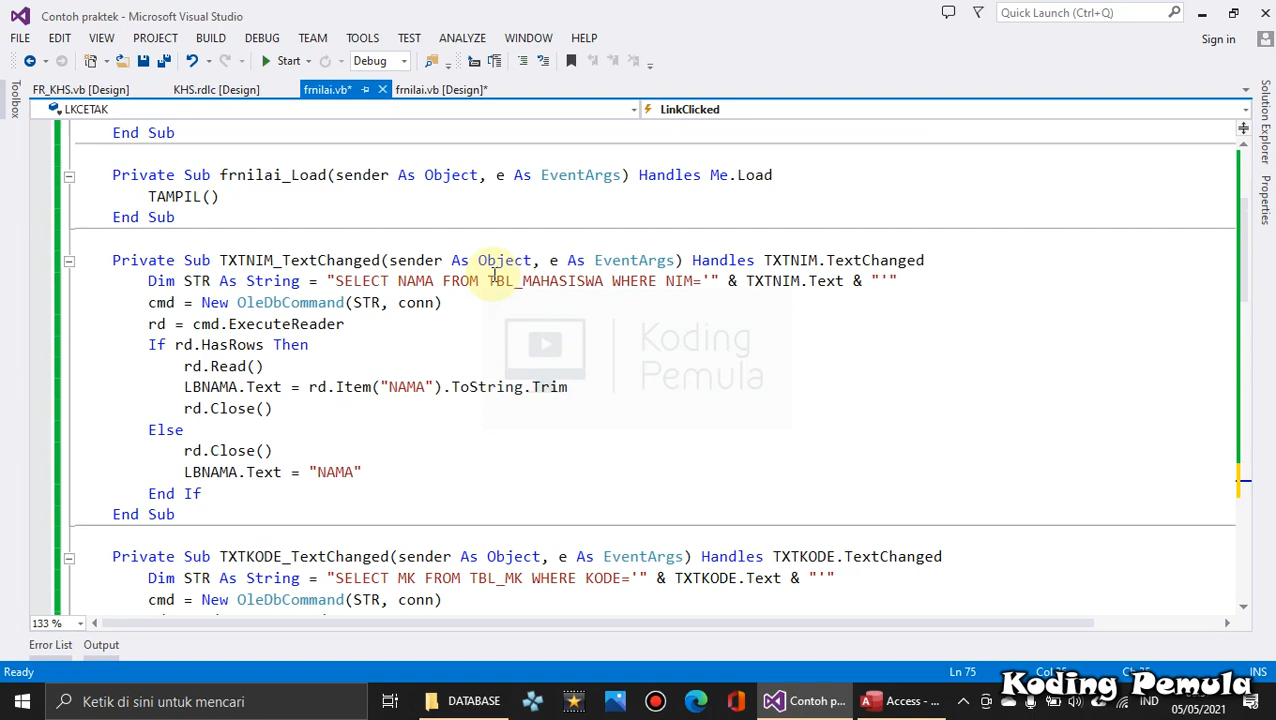 Contoh praktek - Microsoft Visual Studio
Quick Launch (Ctrl+Q)
FILE EDIT VIEW PROJECT BUILD DEBUG TEAM TOOLS TEST ANALYZE WINDOW HELP
Sign in
Start Debug
FR_KHS.vb [Design] KHS.rdlc [Design] frnilai.vb* frnilai.vb [Design]*
Toolbox
Solution Explorer
Properties
LKCETAK LinkClicked
End Sub
Private Sub frnilai_Load(sender As Object, e As EventArgs) Handles Me.Load
TAMPIL()
End Sub
Private Sub TXTNIM_TextChanged(sender As Object, e As EventArgs) Handles TXTNIM.TextChanged
Dim STR As String = "SELECT NAMA FROM TBL_MAHASISWA WHERE NIM='" & TXTNIM.Text & "'"
cmd = New OleDbCommand(STR, conn)
rd = cmd.ExecuteReader
If rd.HasRows Then
rd.Read()
LBNAMA.Text = rd.Item("NAMA").ToString.Trim
rd.Close()
Else
rd.Close()
LBNAMA.Text = "NAMA"
End If
End Sub
Private Sub TXTKODE_TextChanged(sender As Object, e As EventArgs) Handles TXTKODE.TextChanged
Dim STR As String = "SELECT MK FROM TBL_MK WHERE KODE='" & TXTKODE.Text & "'"
cmd = New OleDbCommand(STR, conn)
Koding
Pemula
133 %
Error List Output
Ready Ln 75 INS
Koding Pemula
Ketik di sini untuk mencari DATABASE Contoh p... Access - ... IND
05/05/2021